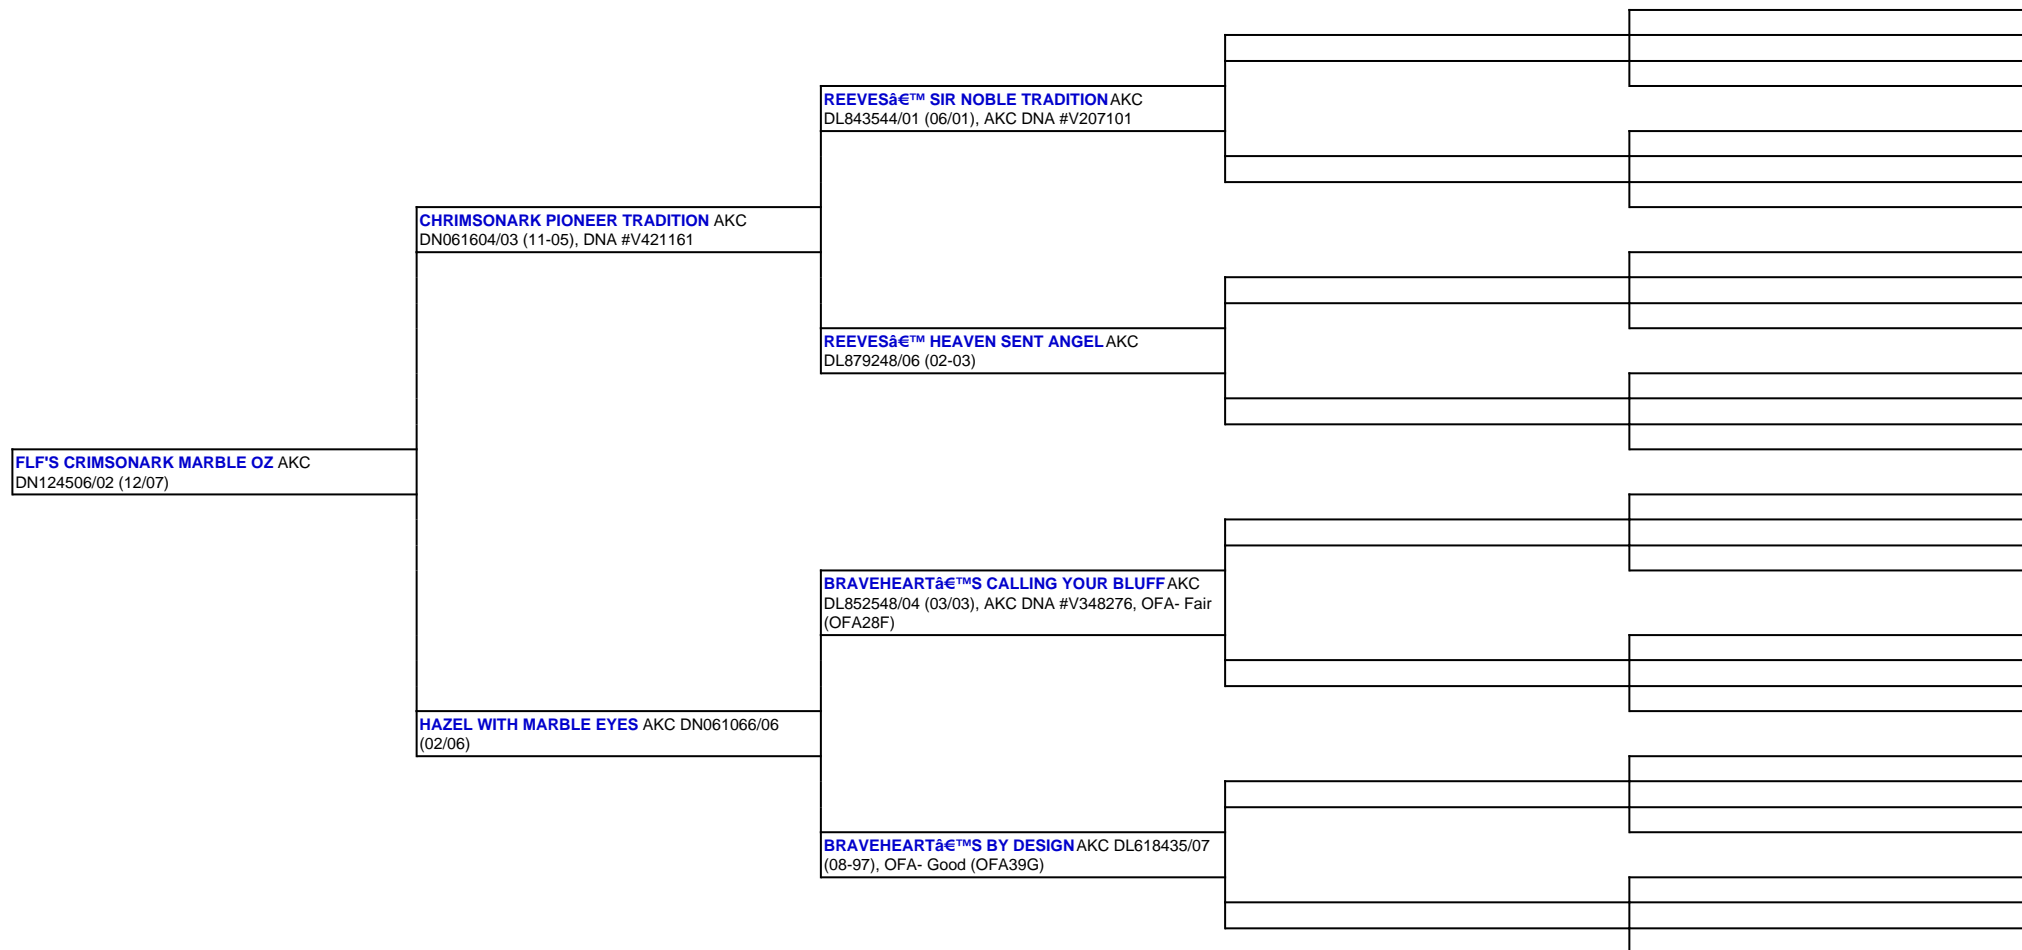 REEVESâ€™ SIR NOBLE TRADITION AKC
DL843544/01 (06/01), AKC DNA #V207101
CHRIMSONARK PIONEER TRADITION AKC
DN061604/03 (11-05), DNA #V421161
REEVESâ€™ HEAVEN SENT ANGEL AKC
DL879248/06 (02-03)
FLF'S CRIMSONARK MARBLE OZ AKC
DN124506/02 (12/07)
BRAVEHEARTâ€™S CALLING YOUR BLUFF AKC
DL852548/04 (03/03), AKC DNA #V348276, OFA- Fair
(OFA28F)
HAZEL WITH MARBLE EYES AKC DN061066/06
(02/06)
BRAVEHEARTâ€™S BY DESIGN AKC DL618435/07
(08-97), OFA- Good (OFA39G)